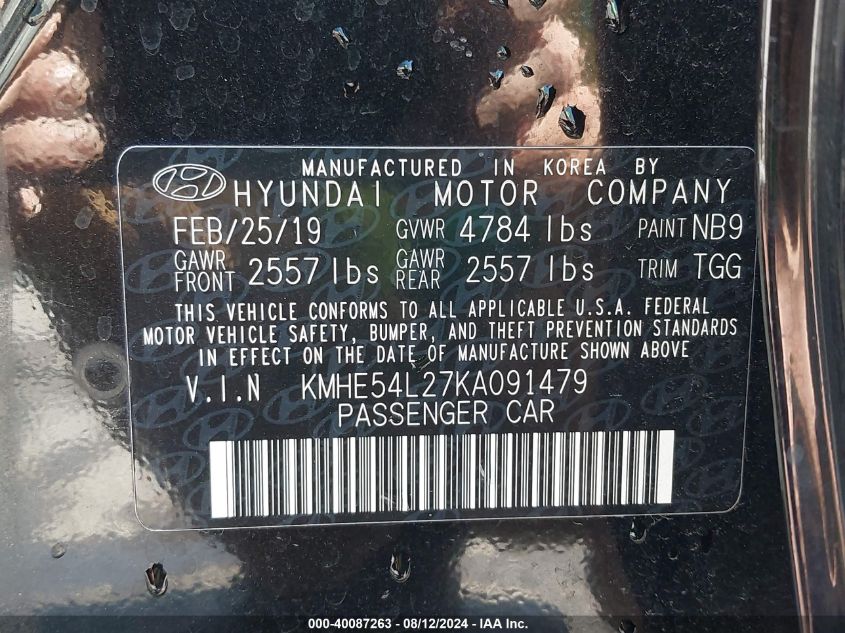 MANUFACTURED IN KOREA BY
HYUNDAI MOTOR COMPANY
FEB/25/19 GVWR 4784 lbs PAINT NB9
GAWR FRONT 2557 lbs GAWR REAR 2557 lbs TRIM TGG
THIS VEHICLE CONFORMS TO ALL APPLICABLE U.S.A. FEDERAL
MOTOR VEHICLE SAFETY, BUMPER, AND THEFT PREVENTION STANDARDS
IN EFFECT ON THE DATE OF MANUFACTURE SHOWN ABOVE
V.I.N KMHE54L27KA091479
PASSENGER CAR
000-40087263 - 08/12/2024 - IAA Inc.